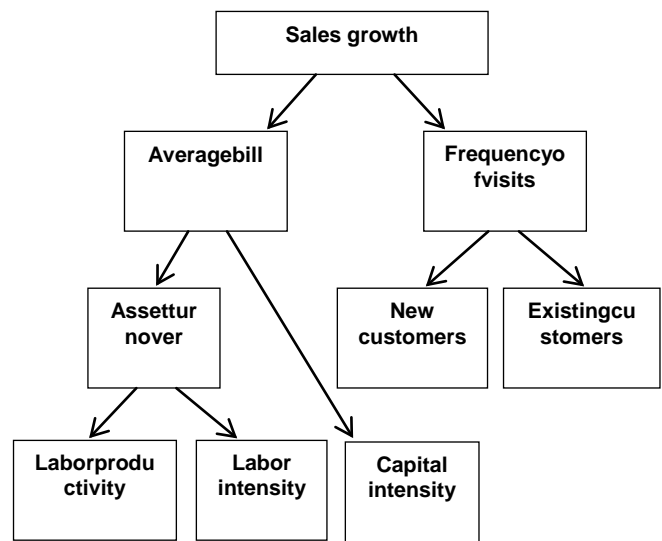 Sales growth
Averagebill
Frequencyo
fvisits
Assettur
nover
New
customers
Existingcu
stomers
Laborprodu
ctivity
Labor
intensity
Capital
intensity